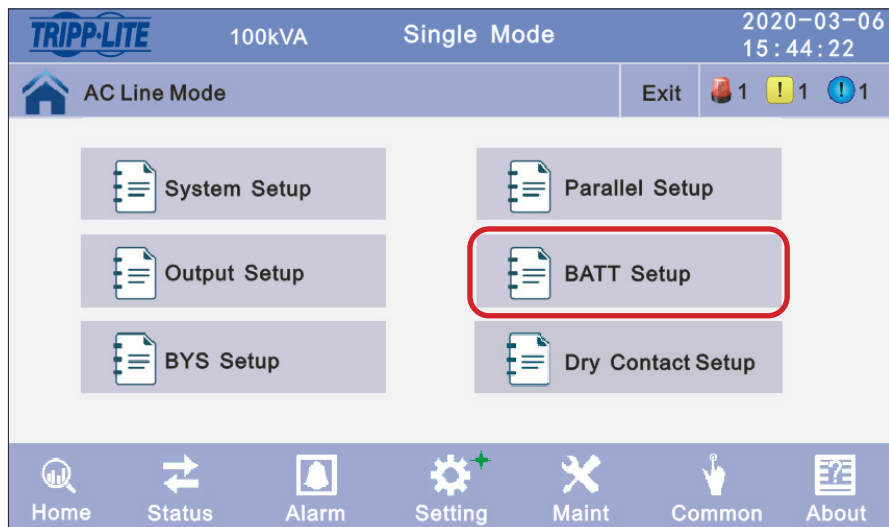 TRIPP·LITE 100kVA Single Mode 2020-03-06
15:44:22
AC Line Mode Exit 1 ! 1 ! 1
System Setup Parallel Setup
Output Setup BATT Setup
BYS Setup Dry Contact Setup
Home Status Alarm Setting Maint Common About